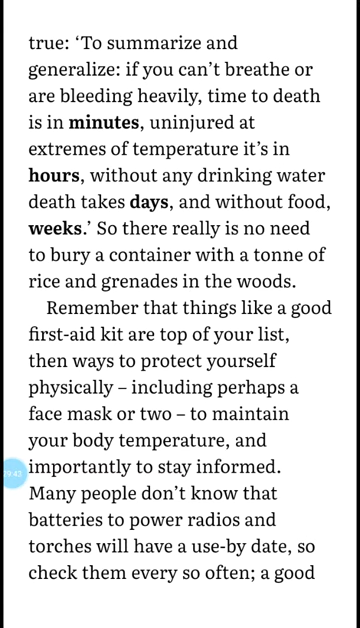 true: ‘To summarize and
generalize: if you can’t breathe or
are bleeding heavily, time to death
is in minutes, uninjured at
extremes of temperature it’s in
hours, without any drinking water
death takes days, and without food,
weeks.’ So there really is no need
to bury a container with a tonne of
rice and grenades in the woods.
Remember that things like a good
first-aid kit are top of your list,
then ways to protect yourself
physically – including perhaps a
face mask or two – to maintain
your body temperature, and
importantly to stay informed.
Many people don’t know that
batteries to power radios and
torches will have a use-by date, so
check them every so often; a good